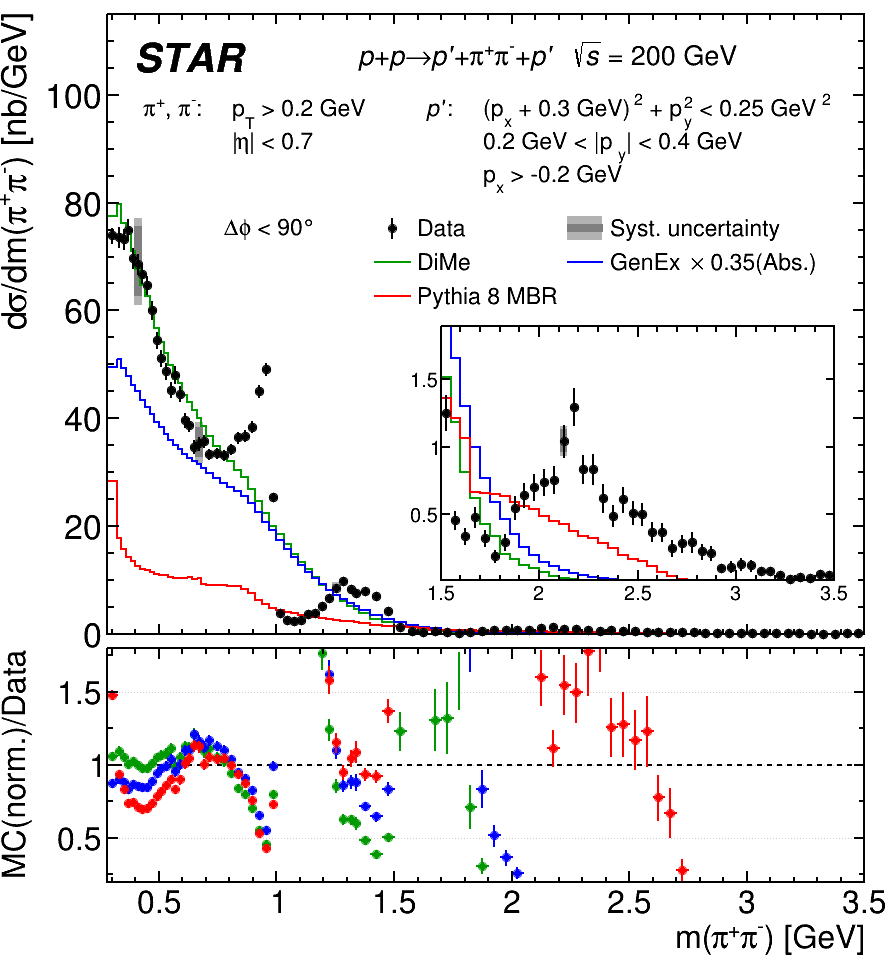 STAR p+p→p′+π⁺π⁻+p′ √s = 200 GeV
π⁺, π⁻: p_T > 0.2 GeV p′: (p_x + 0.3 GeV)² + p_y² < 0.25 GeV²
|η| < 0.7 0.2 GeV < |p_y| < 0.4 GeV
p_x > -0.2 GeV
Δϕ < 90° Data Syst. uncertainty
DiMe GenEx × 0.35(Abs.)
Pythia 8 MBR
dσ/dm(π⁺π⁻) [nb/GeV]
100
80
60
40
20
0
1.5
1
0.5
1.5 2 2.5 3 3.5
MC(norm.)/Data
1.5
1
0.5
0.5 1 1.5 2 2.5 3 3.5
m(π⁺π⁻) [GeV]